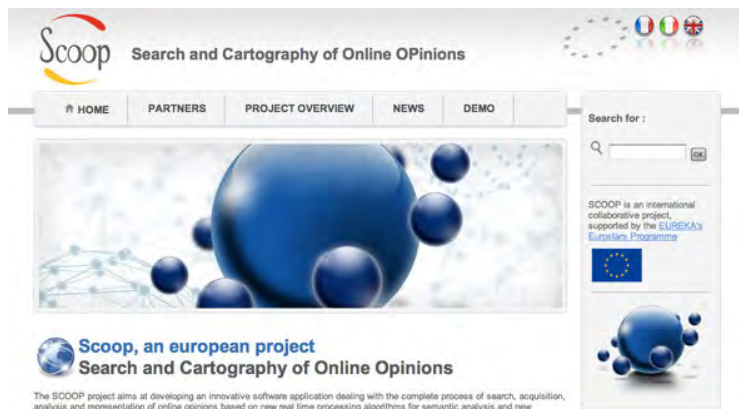 Scoop
Search and Cartography of Online OPinions
HOME
PARTNERS
PROJECT OVERVIEW
NEWS
DEMO
Search for :
OK
SCOOP is an international
collaborative project,
supported by the EUREKA's
Eurostars Programme
Scoop, an european project
Search and Cartography of Online Opinions
The SCOOP project aims at developing an innovative software application dealing with the complete process of search, acquisition,
analysis and representation of online opinions based on new real time processing algorithms for semantic analysis and new